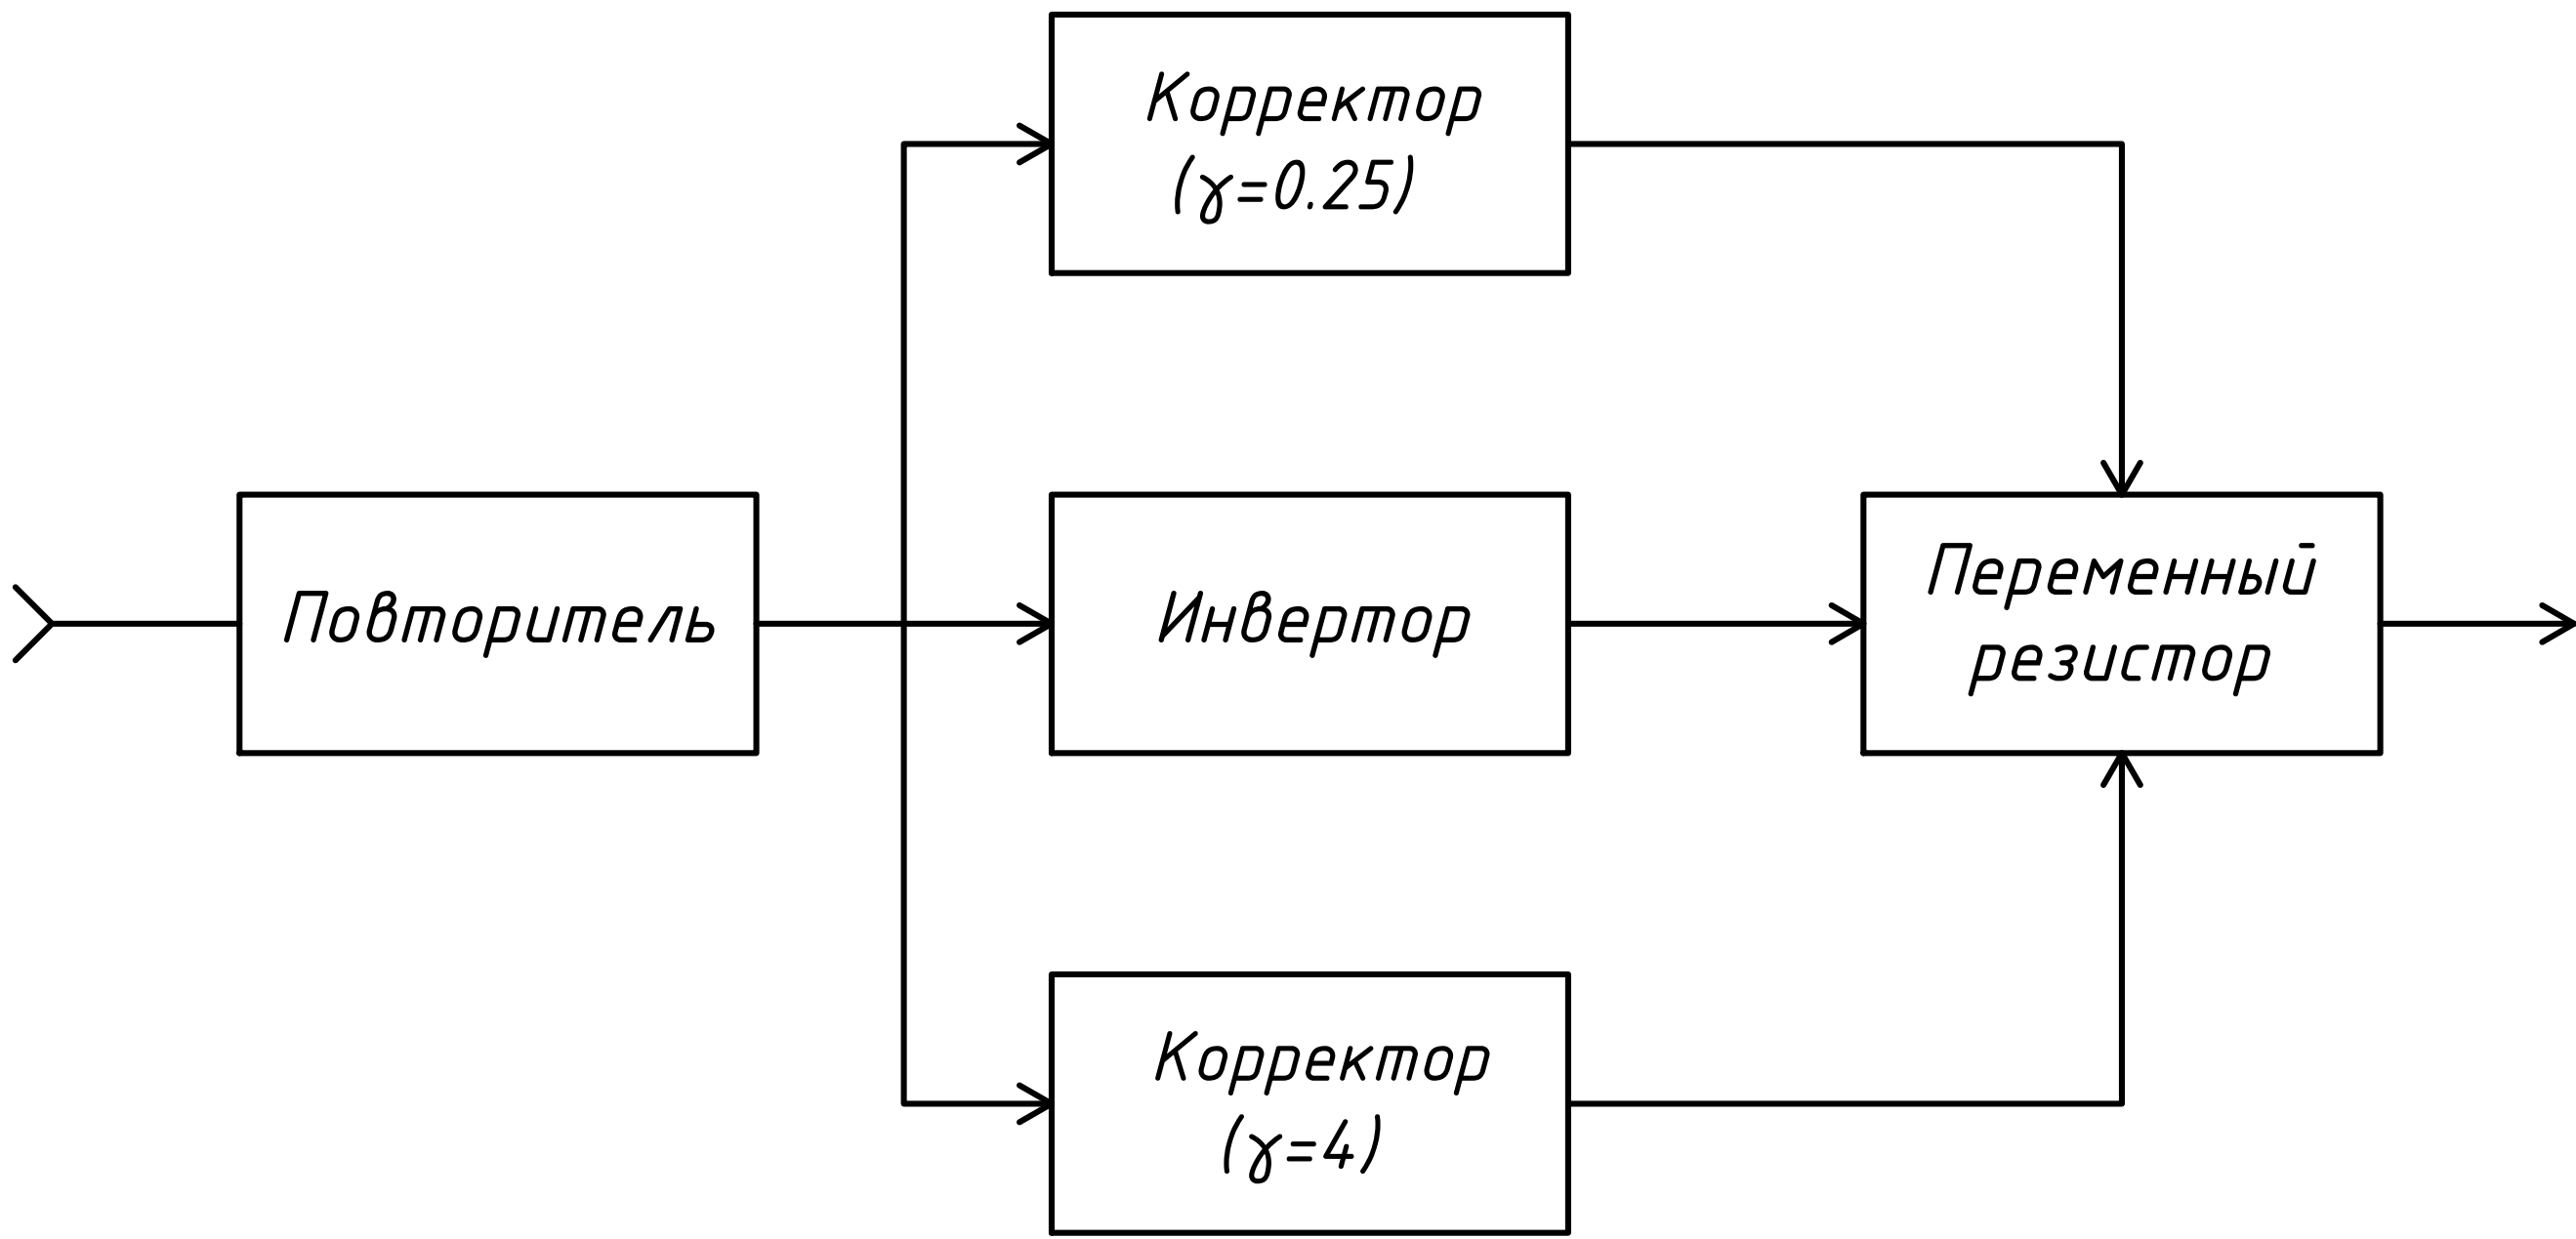 Корректор
(γ=0.25)
Повторитель
Инвертор
Переменный
резистор
Корректор
(γ=4)